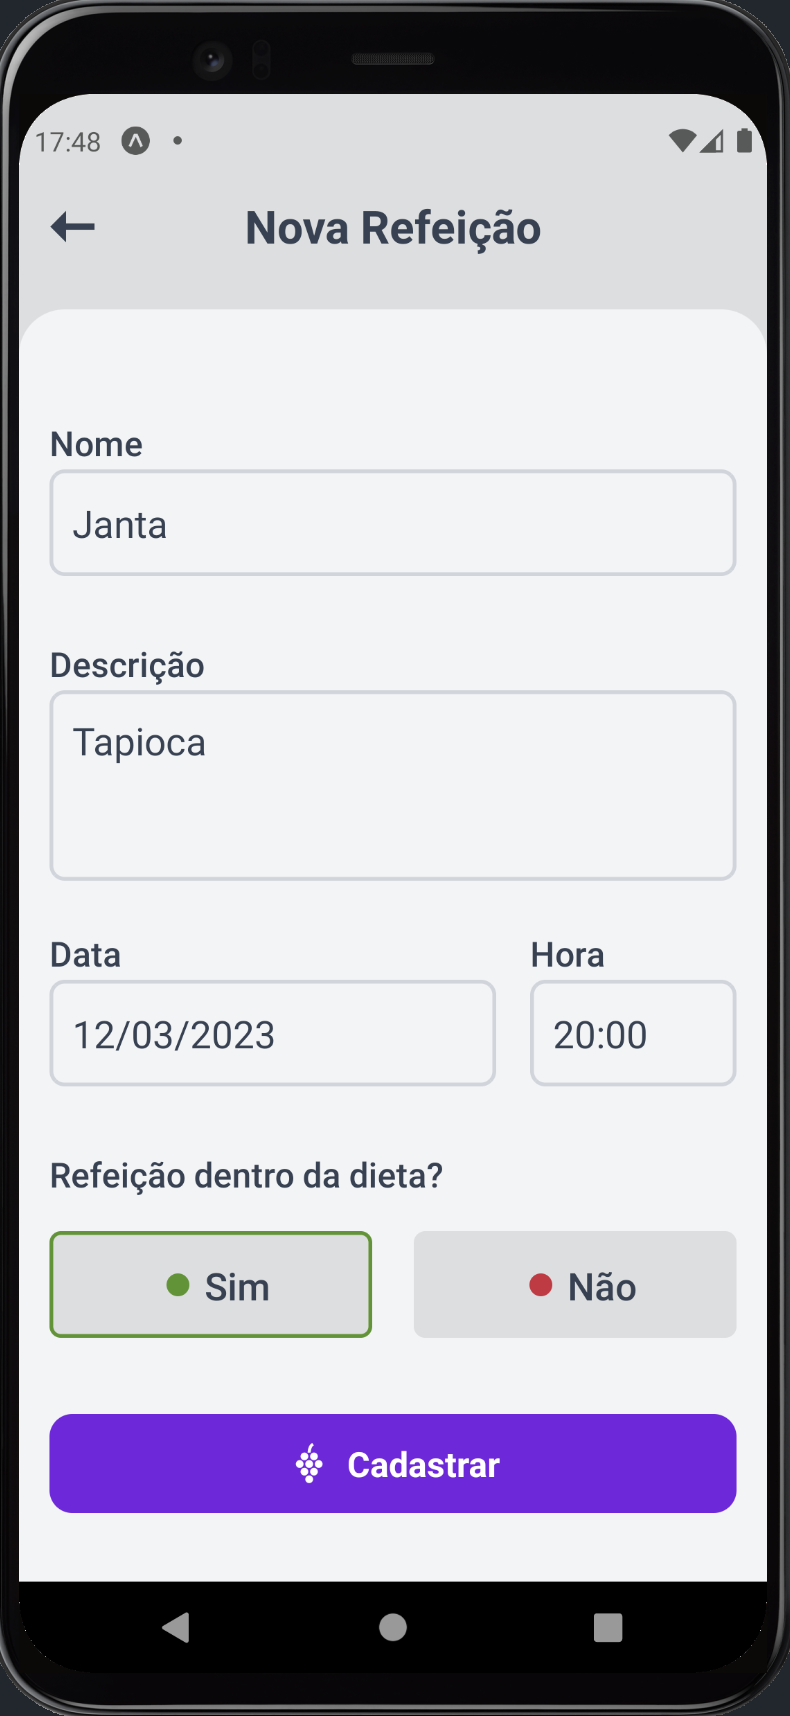 17:48
Nova Refeição
Nome
Janta
Descrição
Tapioca
Data Hora
12/03/2023 20:00
Refeição dentro da dieta?
Sim Não
Cadastrar